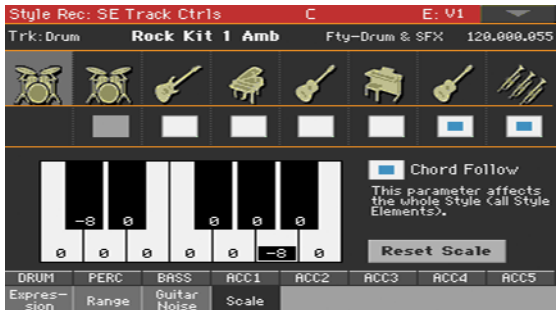 Style Rec: SE Track Ctrls C E: V1
Trk:Drum Rock Kit 1 Amb Fty-Drum & SFX 120.000.055
Chord Follow
This parameter affects
the whole Style (all Style
Elements).
-8 0 0 0 0
0 0 0 0 0 -8 0
Reset Scale
DRUM PERC BASS ACC1 ACC2 ACC3 ACC4 ACC5
Expres-
sion Range Guitar
Noise Scale